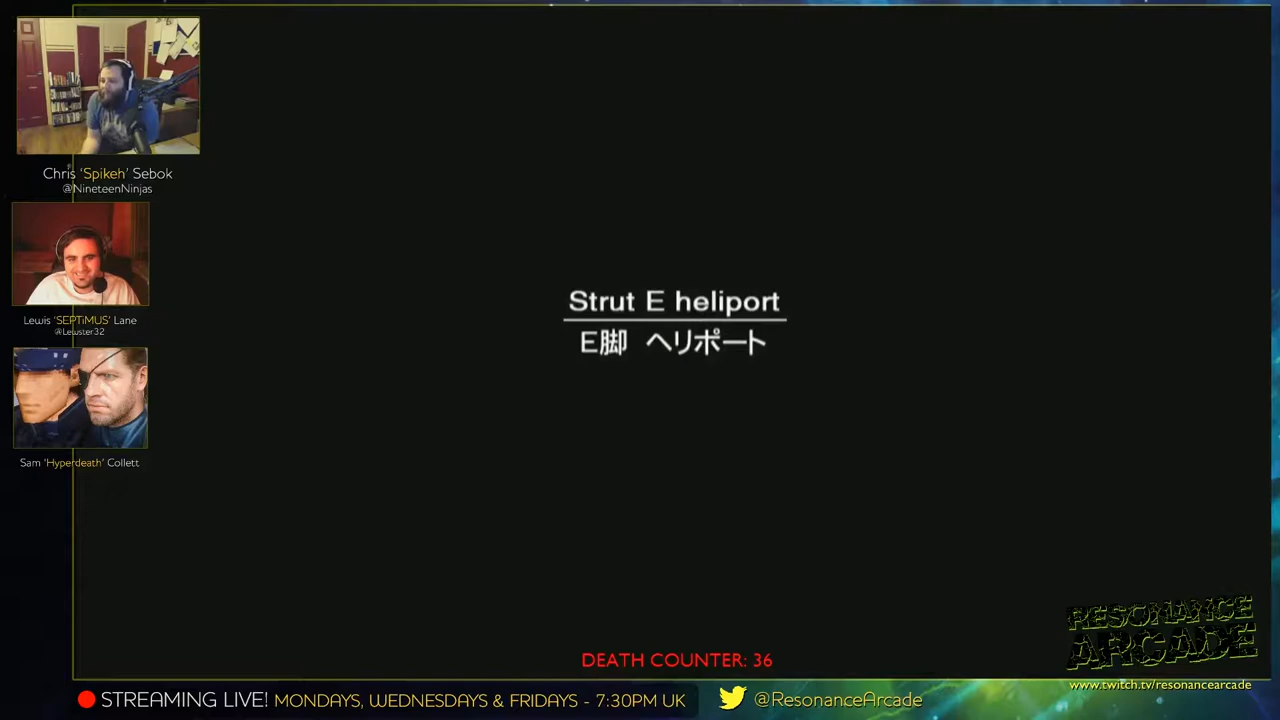 Chris 'Spikeh' Sebok
@NineteenNinjas
Lewis 'SEPTiMUS' Lane
@Lewster32
Sam 'Hyperdeath' Collett
Strut E heliport
E脚 ヘリポート
DEATH COUNTER: 36
RESONANCE
ARCADE
www.twitch.tv/resonancearcade
STREAMING LIVE! MONDAYS, WEDNESDAYS & FRIDAYS - 7:30PM UK
@ResonanceArcade